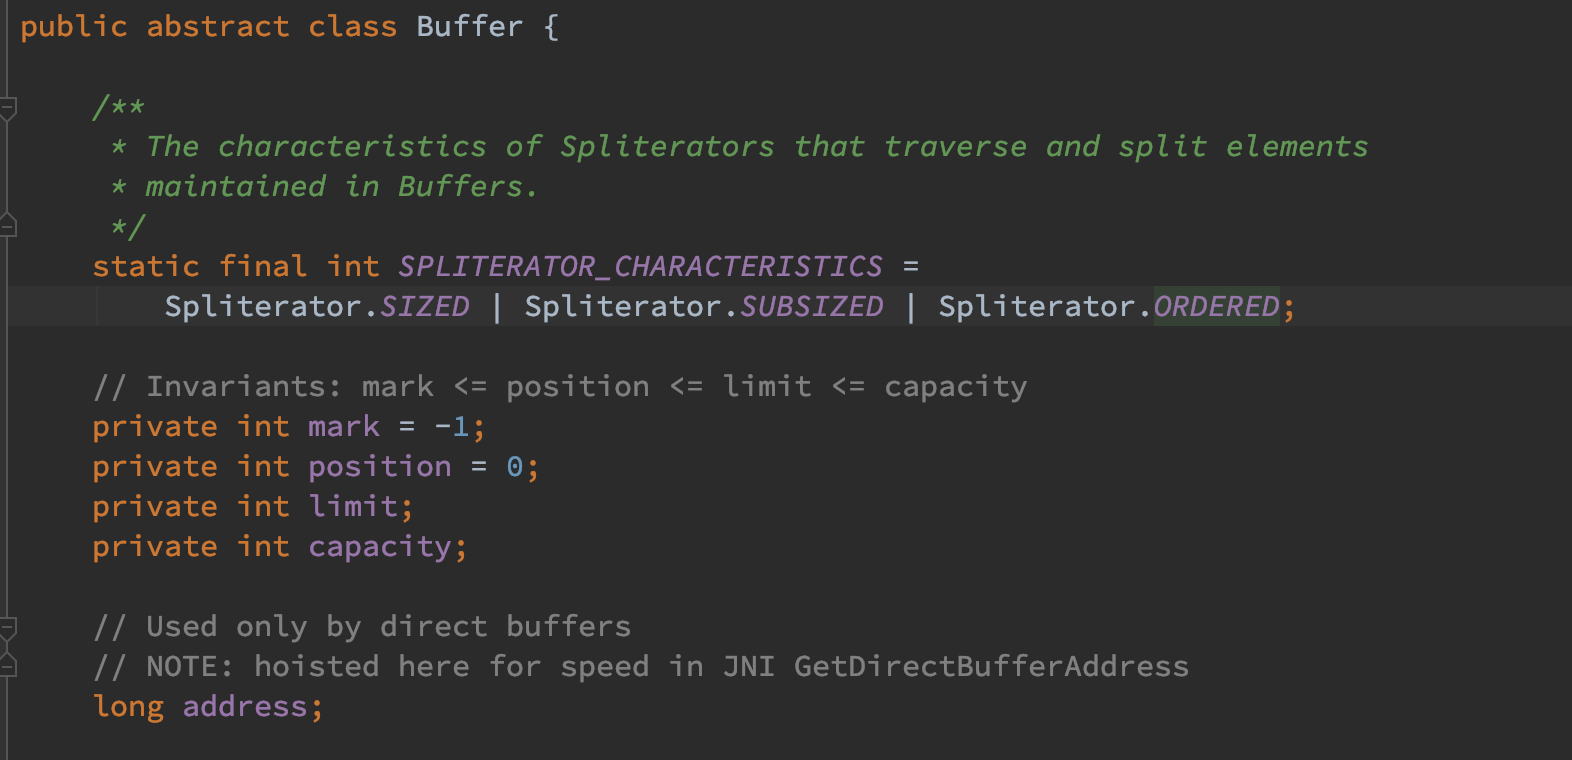 public abstract class Buffer {
/**
* The characteristics of Spliterators that traverse and split elements
* maintained in Buffers.
*/
static final int SPLITERATOR_CHARACTERISTICS =
Spliterator.SIZED | Spliterator.SUBSIZED | Spliterator.ORDERED;
// Invariants: mark <= position <= limit <= capacity
private int mark = -1;
private int position = 0;
private int limit;
private int capacity;
// Used only by direct buffers
// NOTE: hoisted here for speed in JNI GetDirectBufferAddress
long address;